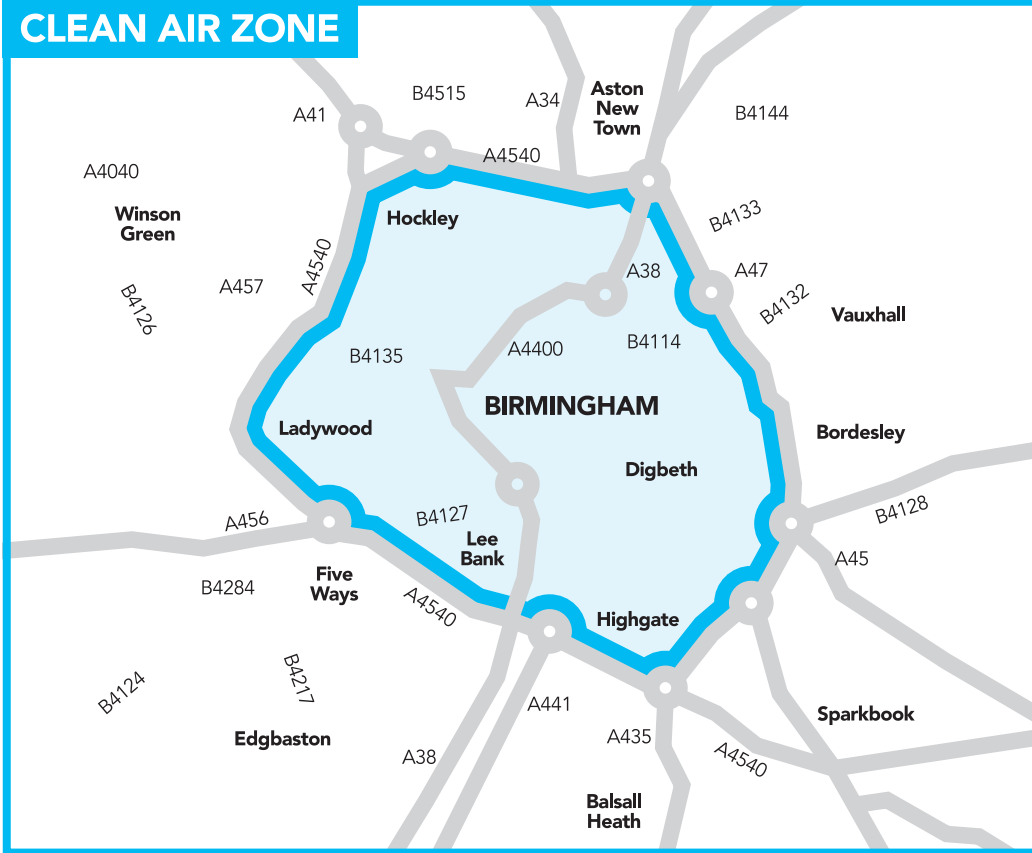 CLEAN AIR ZONE
B4515
A34
Aston
New
Town
A41
B4144
A4540
A4040
Winson
Green
Hockley
B4133
A4540
A38
A47
A457
B4126
B4132
Vauxhall
B4135
A4400
B4114
BIRMINGHAM
Ladywood
Bordesley
Digbeth
A456
B4127
B4128
Lee
Bank
A45
B4284
Five
Ways
A4540
Highgate
B4124
B4217
A441
Sparkbook
Edgbaston
A38
A435
A4540
Balsall
Heath